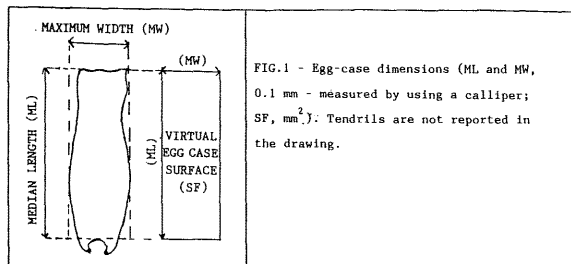 MAXIMUM WIDTH (MW)
(MW)
MEDIAN LENGTH (ML)
(ML)
VIRTUAL
EGG CASE
SURFACE
(SF)
FIG.1 - Egg-case dimensions (ML and MW,
0.1 mm - measured by using a calliper;
SF, mm²). Tendrils are not reported in
the drawing.